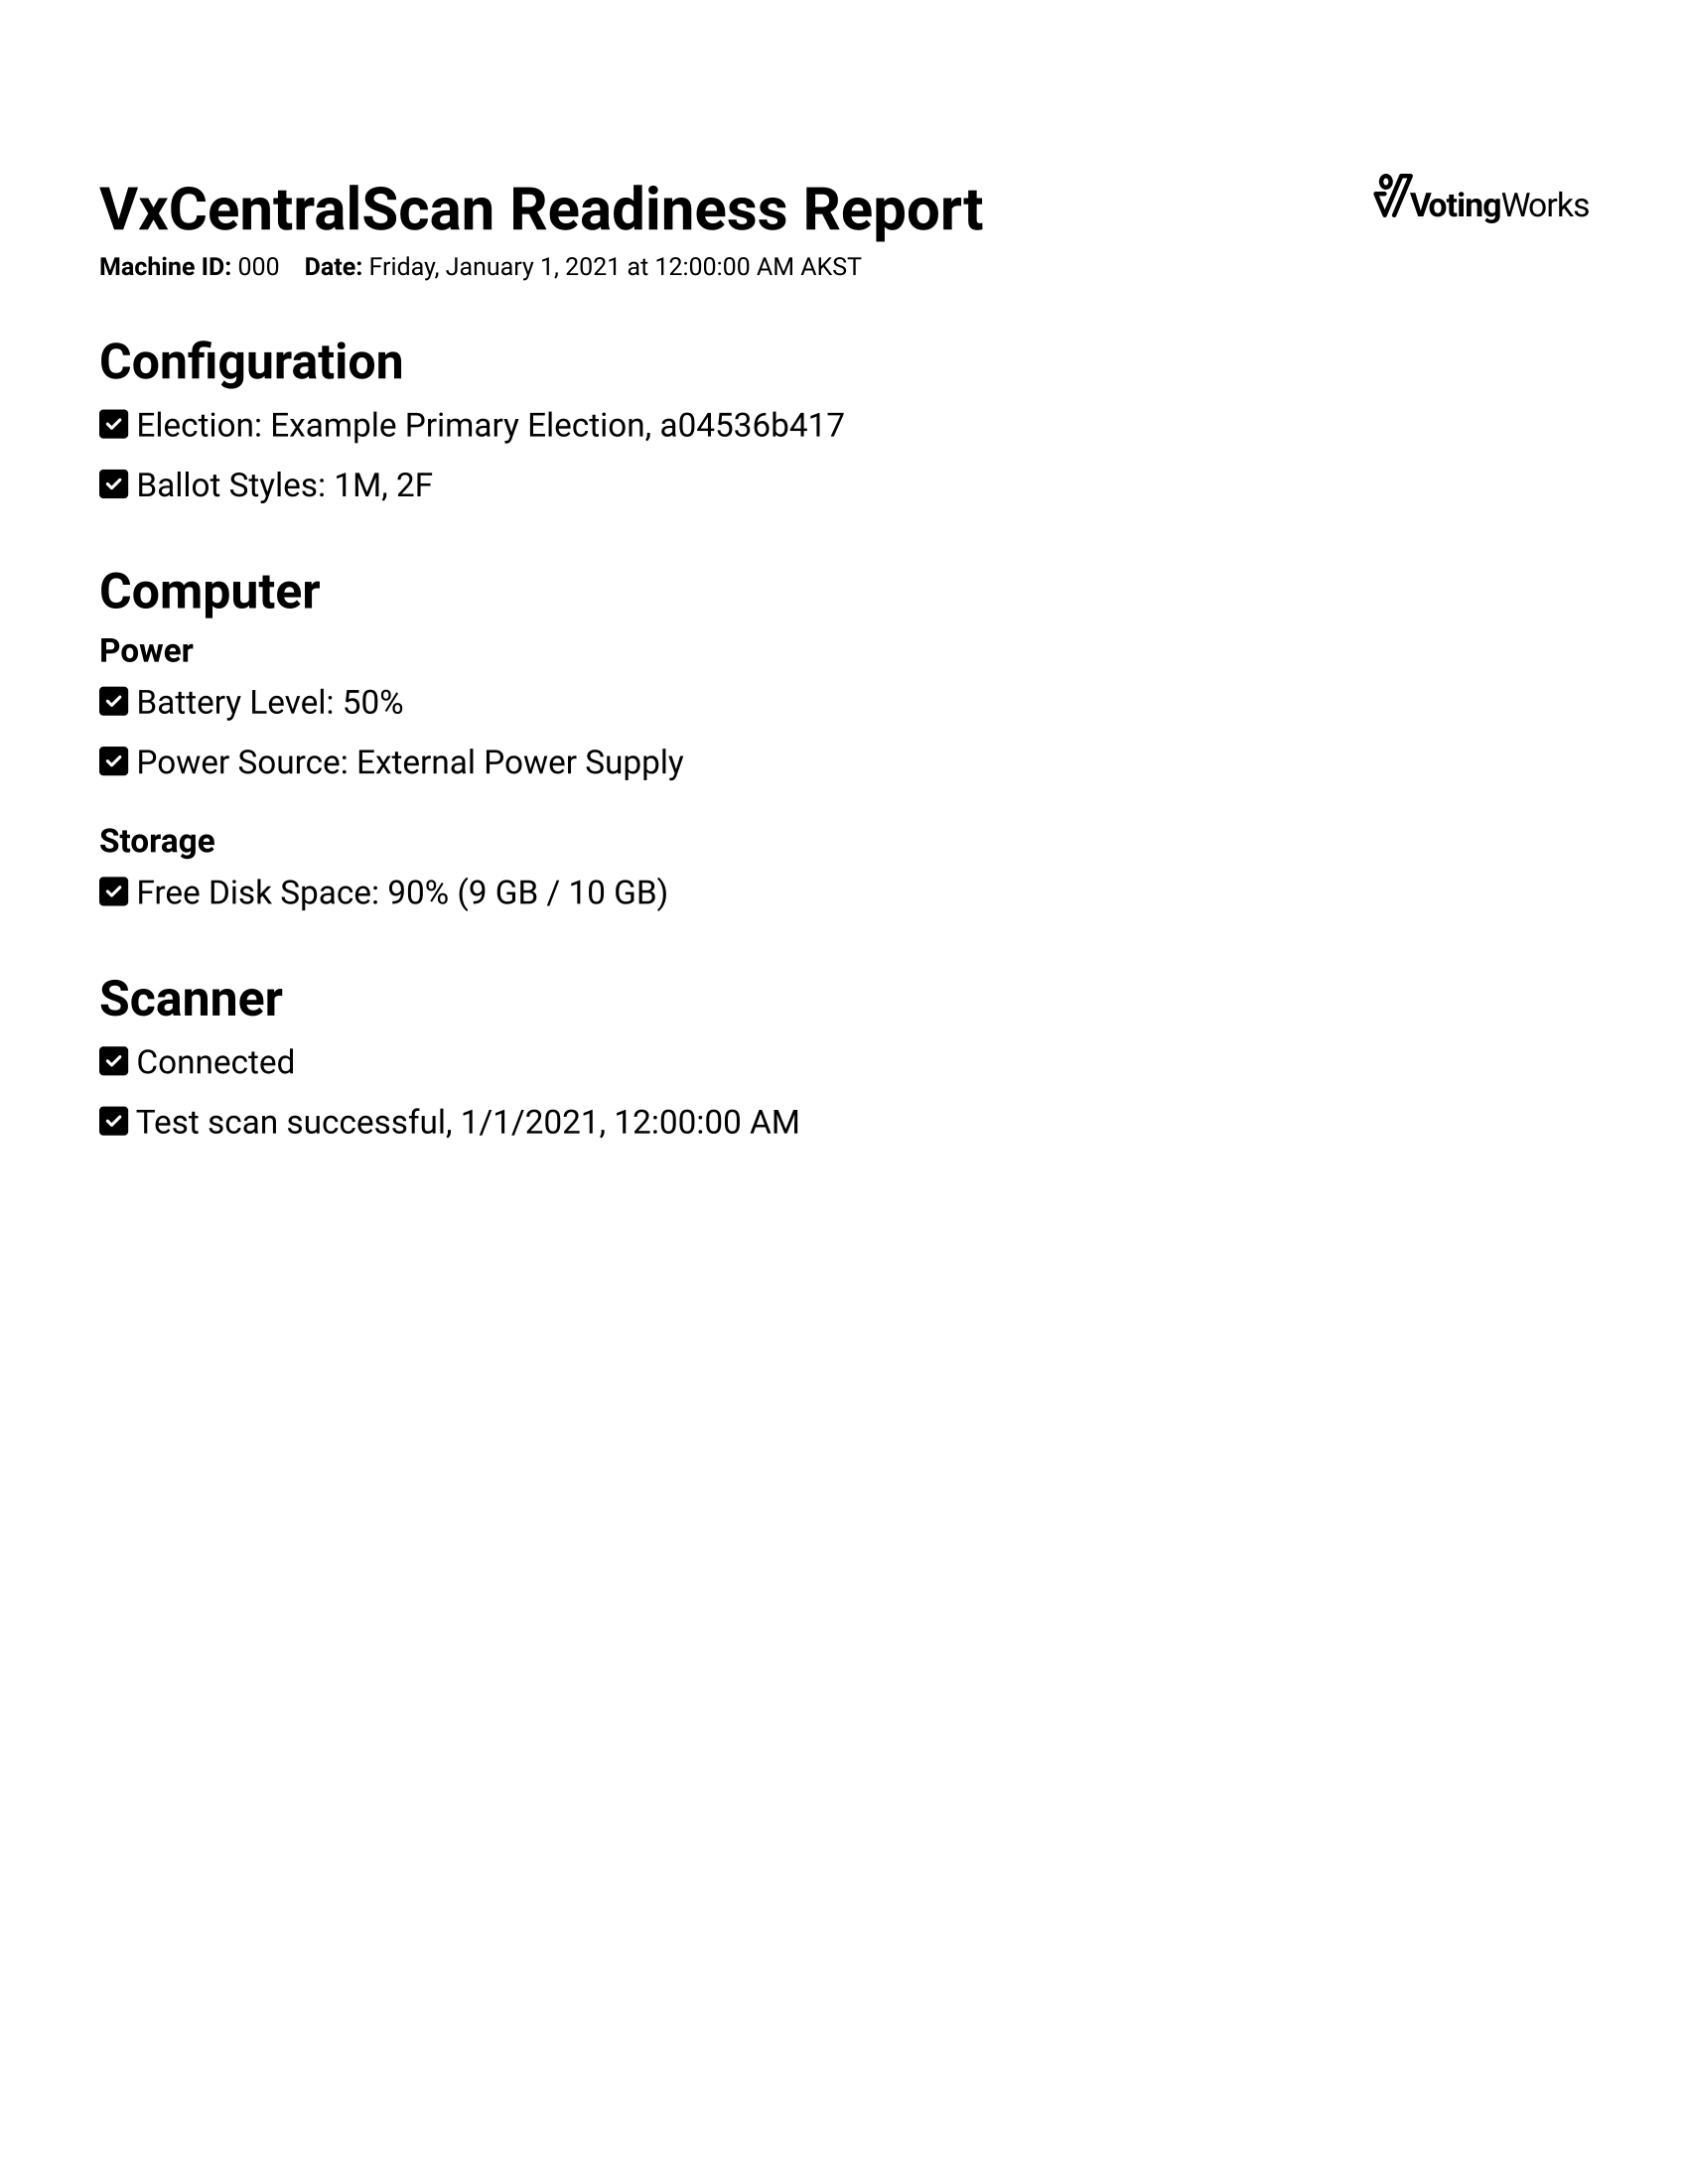 VxCentralScan Readiness Report
VotingWorks
Machine ID: 000 Date: Friday, January 1, 2021 at 12:00:00 AM AKST
Configuration
Election: Example Primary Election, a04536b417
Ballot Styles: 1M, 2F
Computer
Power
Battery Level: 50%
Power Source: External Power Supply
Storage
Free Disk Space: 90% (9 GB / 10 GB)
Scanner
Connected
Test scan successful, 1/1/2021, 12:00:00 AM